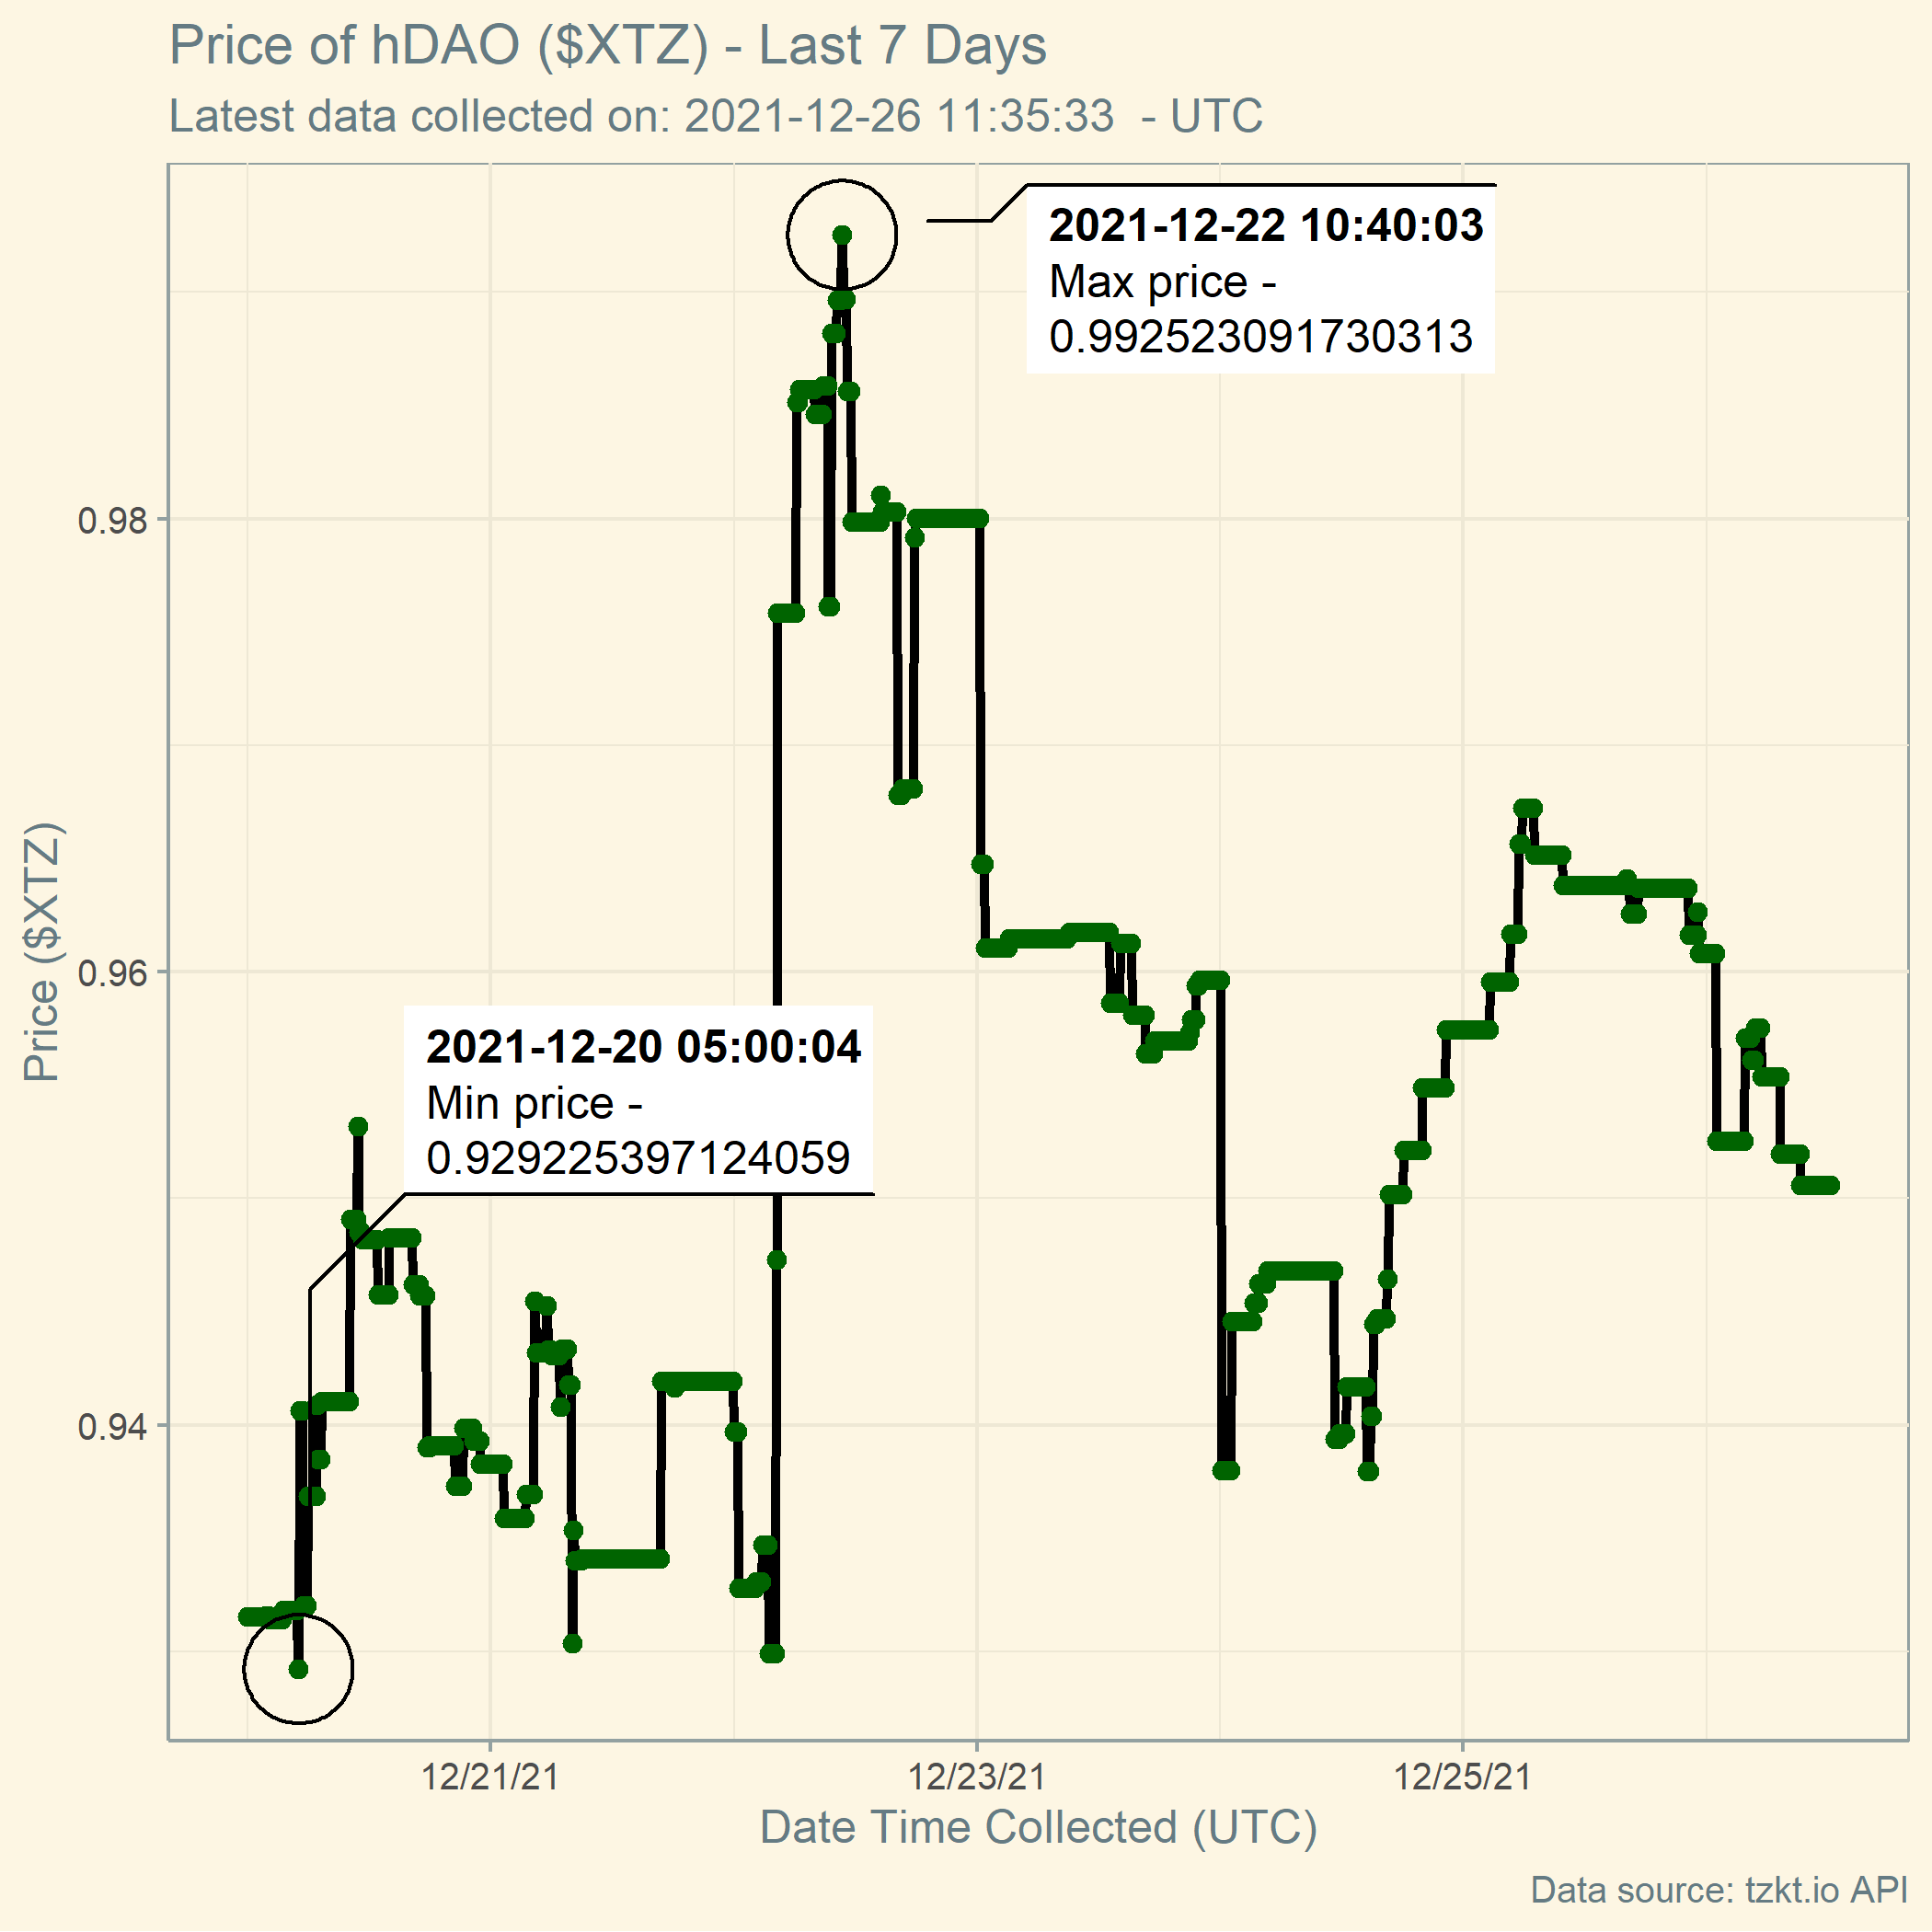 Price of hDAO ($XTZ) - Last 7 Days
Latest data collected on: 2021-12-26 11:35:33  - UTC
2021-12-22 10:40:03
Max price -
0.992523091730313
0.98
0.96
0.94
Price ($XTZ)
2021-12-20 05:00:04
Min price -
0.929225397124059
12/21/21
12/23/21
12/25/21
Date Time Collected (UTC)
Data source: tzkt.io API